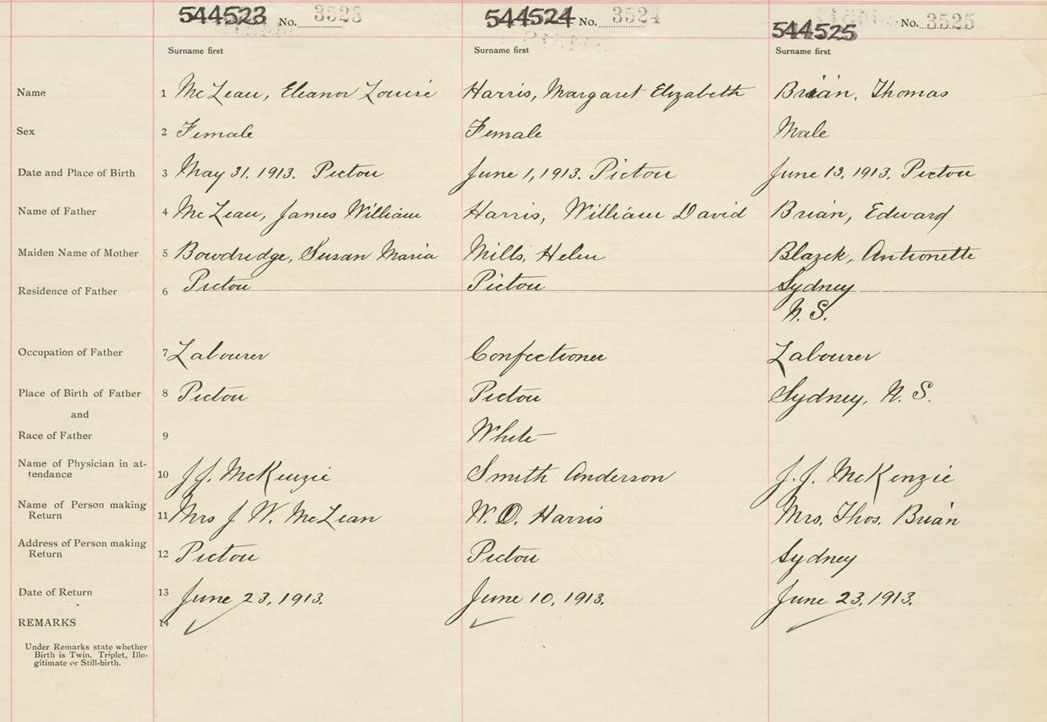 544523 No. 3523 544524 No. 3524 544525 No. 3525
Surname first Surname first Surname first
Name 1 McLean, Eleanor Louise Harris, Margaret Elizabeth Brian, Thomas
Sex 2 Female Female Male
Date and Place of Birth 3 May 31, 1913. Pictou June 1, 1913. Pictou June 13, 1913, Pictou
Name of Father 4 McLean, James William Harris, William David Brian, Edward
Maiden Name of Mother 5 Bowdridge, Susan Maria Mills, Helen Blazek, Antionette
Residence of Father 6 Pictou Pictou Sydney
N. S.
Occupation of Father 7 Labourer Confectioner Labourer
Place of Birth of Father 8 Pictou Pictou Sydney, N. S.
and
Race of Father 9 White
Name of Physician in at-
tendance 10 J.J. McKenzie Smith Anderson J.J. McKenzie
Name of Person making
Return 11 Mrs J W. McLean W. D. Harris Mrs. Thos. Brian
Address of Person making
Return 12 Pictou Pictou Sydney
Date of Return 13 June 23, 1913. June 10, 1913. June 23, 1913.
REMARKS 14
Under Remarks state whether
Birth is Twin, Triplet, Ille-
gitimate or Still-birth.